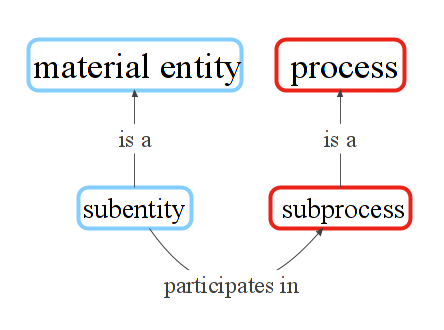 material entity process
is a is a
subentity subprocess
participates in